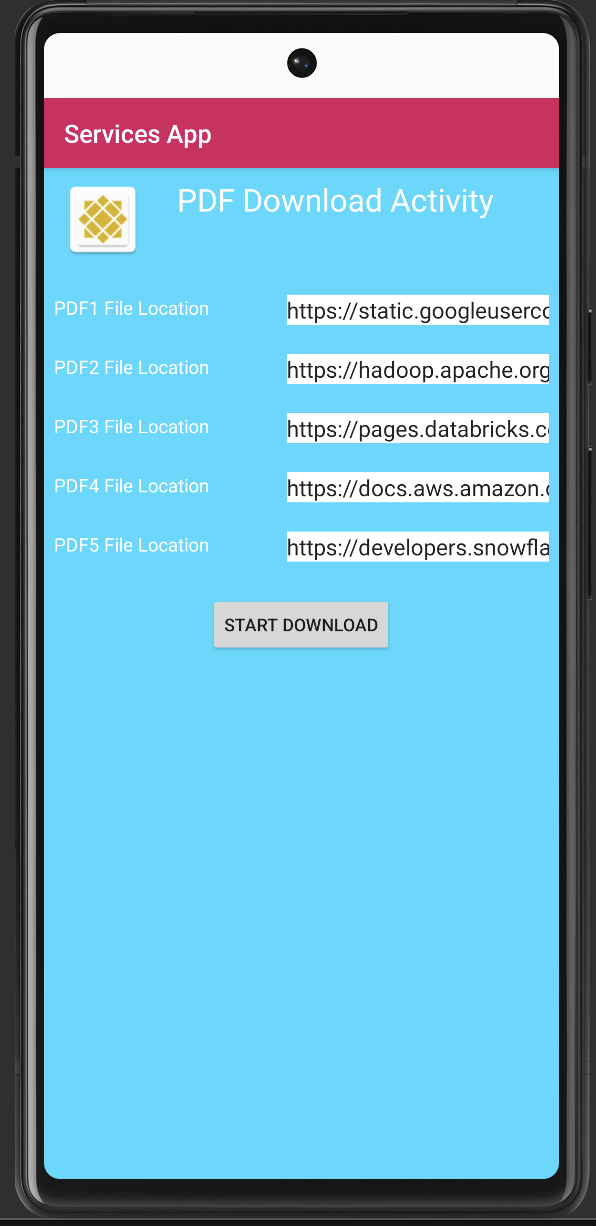 Services App
PDF Download Activity
PDF1 File Location
https://static.googleuserco
PDF2 File Location
https://hadoop.apache.org
PDF3 File Location
https://pages.databricks.co
PDF4 File Location
https://docs.aws.amazon.
PDF5 File Location
https://developers.snowfla
START DOWNLOAD